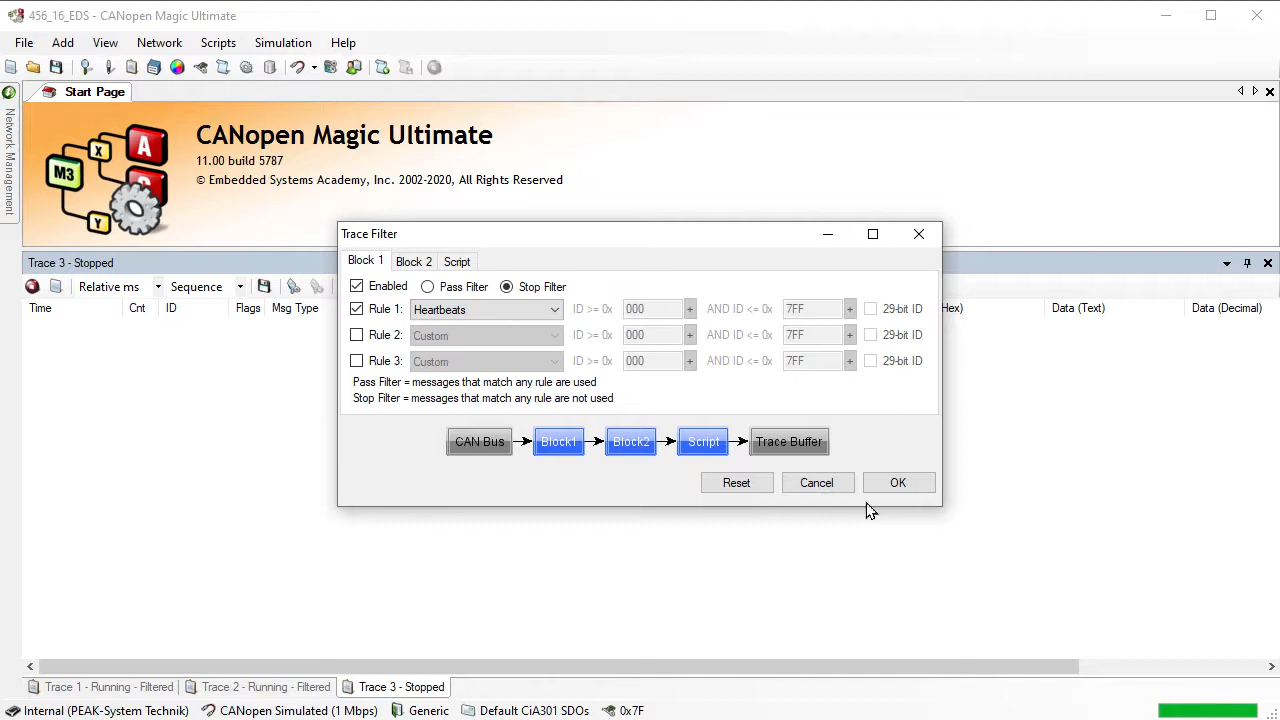 456_16_EDS - CANopen Magic Ultimate
File Add View Network Scripts Simulation Help
Start Page
Network Management
CANopen Magic Ultimate
11.00 build 5787
© Embedded Systems Academy, Inc. 2002-2020, All Rights Reserved
A
X
M3
Y
Trace 3 - Stopped
Relative ms Sequence
Time Cnt ID Flags Msg Type Hex) Data (Text) Data (Decimal)
Trace Filter
Block 1 Block 2 Script
Enabled Pass Filter Stop Filter
Rule 1: Heartbeats ID >= 0x 000 + AND ID <= 0x 7FF + 29-bit ID
Rule 2: Custom ID >= 0x 000 + AND ID <= 0x 7FF + 29-bit ID
Rule 3: Custom ID >= 0x 000 + AND ID <= 0x 7FF + 29-bit ID
Pass Filter = messages that match any rule are used
Stop Filter = messages that match any rule are not used
CAN Bus Block1 Block2 Script Trace Buffer
Reset Cancel OK
Trace 1 - Running - Filtered Trace 2 - Running - Filtered Trace 3 - Stopped
Internal (PEAK-System Technik) CANopen Simulated (1 Mbps) Generic Default CiA301 SDOs 0x7F